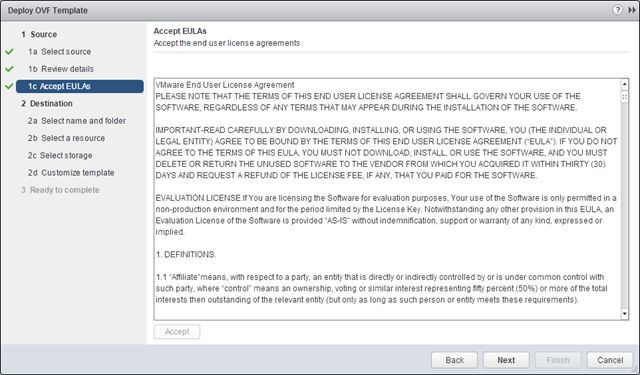 Deploy OVF Template
1 Source
1a Select source
1b Review details
1c Accept EULAs
2 Destination
2a Select name and folder
2b Select a resource
2c Select storage
2d Customize template
3 Ready to complete
Accept EULAs
Accept the end user license agreements
VMware End User License Agreement
PLEASE NOTE THAT THE TERMS OF THIS END USER LICENSE AGREEMENT SHALL GOVERN YOUR USE OF THE
SOFTWARE, REGARDLESS OF ANY TERMS THAT MAY APPEAR DURING THE INSTALLATION OF THE SOFTWARE.
IMPORTANT-READ CAREFULLY:BY DOWNLOADING, INSTALLING, OR USING THE SOFTWARE, YOU (THE INDIVIDUAL OR
LEGAL ENTITY) AGREE TO BE BOUND BY THE TERMS OF THIS END USER LICENSE AGREEMENT ("EULA"). IF YOU DO NOT
AGREE TO THE TERMS OF THIS EULA, YOU MUST NOT DOWNLOAD, INSTALL, OR USE THE SOFTWARE, AND YOU MUST
DELETE OR RETURN THE UNUSED SOFTWARE TO THE VENDOR FROM WHICH YOU ACQUIRED IT WITHIN THIRTY (30)
DAYS AND REQUEST A REFUND OF THE LICENSE FEE, IF ANY, THAT YOU PAID FOR THE SOFTWARE.
EVALUATION LICENSE.If You are licensing the Software for evaluation purposes, Your use of the Software is only permitted in a
non-production environment and for the period limited by the License Key. Notwithstanding any other provision in this EULA, an
Evaluation License of the Software is provided "AS-IS" without indemnification, support or warranty of any kind, expressed or
implied.
1. DEFINITIONS.
1.1 "Affiliate"means, with respect to a party, an entity that is directly or indirectly controlled by or is under common control with
such party, where "control" means an ownership, voting or similar interest representing fifty percent (50%) or more of the total
interests then outstanding of the relevant entity (but only as long as such person or entity meets these requirements).
Accept
Back
Next
Finish
Cancel